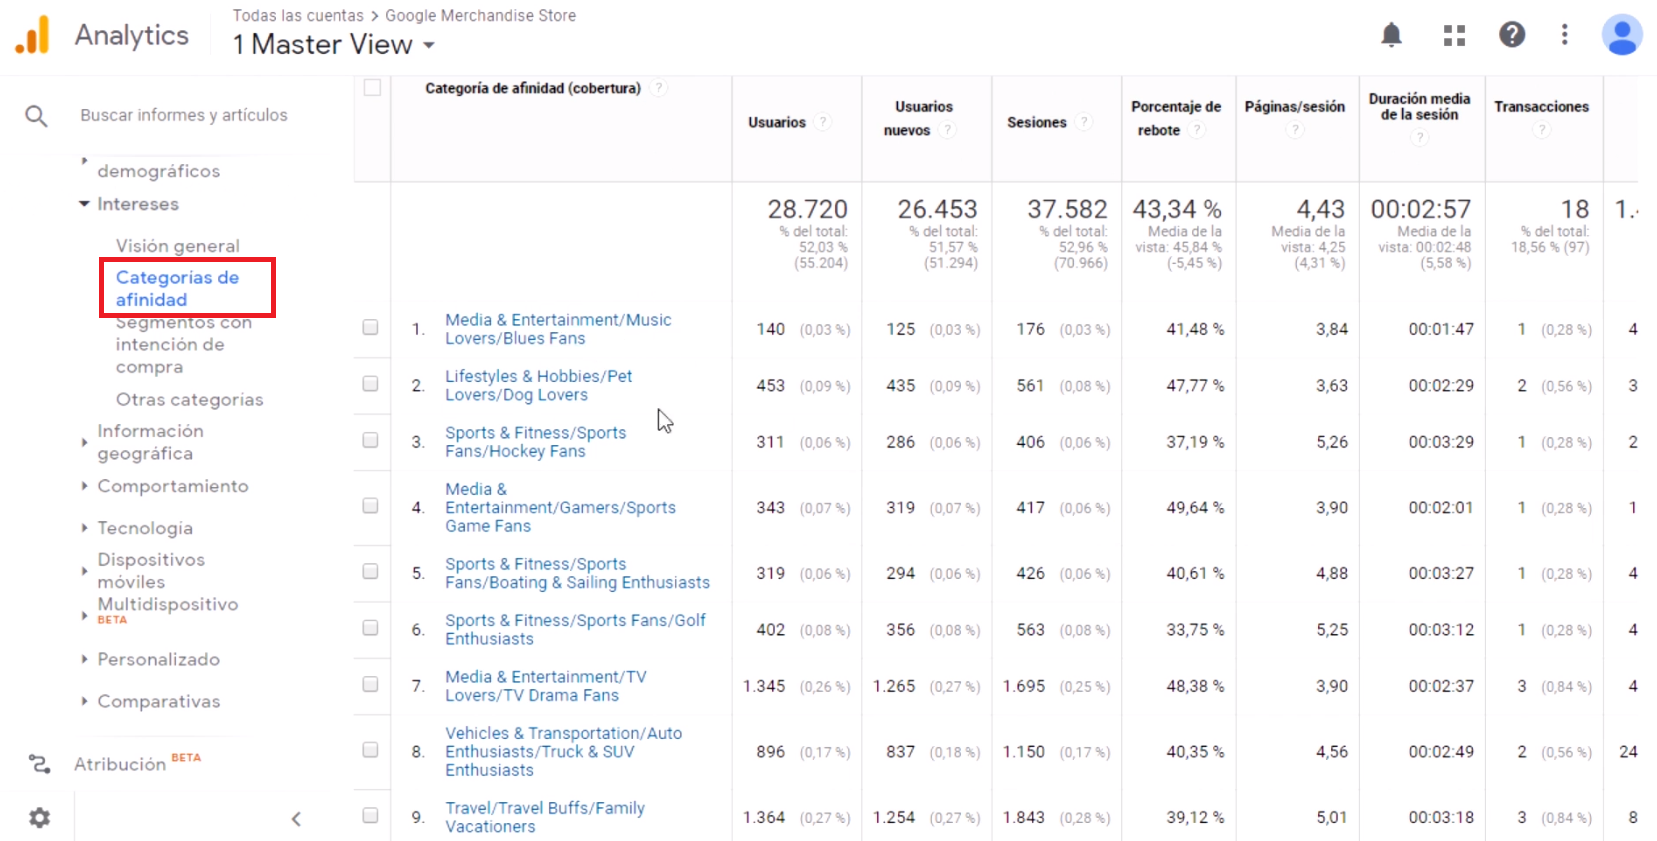 Analytics
Todas las cuentas > Google Merchandise Store
1 Master View
Buscar informes y artículos
demográficos
Intereses
Visión general
Categorías de
afinidad
Segmentos con
intención de
compra
Otras categorías
Información
geográfica
Comportamiento
Tecnología
Dispositivos
móviles
Multidispositivo
BETA
Personalizado
Comparativas
Atribución BETA
Categoría de afinidad (cobertura) ?
Usuarios ?
Usuarios
nuevos ?
Sesiones ?
Porcentaje de
rebote ?
Páginas/sesión
?
Duración media
de la sesión
?
Transacciones
?
28.720
% del total:
52,03 %
(55.204)
26.453
% del total:
51,57 %
(51.294)
37.582
% del total:
52,96 %
(70.966)
43,34 %
Media de la
vista: 45,84 %
(-5,45 %)
4,43
Media de la
vista: 4,25
(4,31 %)
00:02:57
Media de la
vista: 00:02:48
(5,58 %)
18
% del total:
18,56 % (97)
1.
1. Media & Entertainment/Music
Lovers/Blues Fans
140 (0,03 %) 125 (0,03 %) 176 (0,03 %) 41,48 % 3,84 00:01:47 1 (0,28 %) 4
2. Lifestyles & Hobbies/Pet
Lovers/Dog Lovers
453 (0,09 %) 435 (0,09 %) 561 (0,08 %) 47,77 % 3,63 00:02:29 2 (0,56 %) 3
3. Sports & Fitness/Sports
Fans/Hockey Fans
311 (0,06 %) 286 (0,06 %) 406 (0,06 %) 37,19 % 5,26 00:03:29 1 (0,28 %) 2
4. Media &
Entertainment/Gamers/Sports
Game Fans
343 (0,07 %) 319 (0,07 %) 417 (0,06 %) 49,64 % 3,90 00:02:01 1 (0,28 %) 1
5. Sports & Fitness/Sports
Fans/Boating & Sailing Enthusiasts
319 (0,06 %) 294 (0,06 %) 426 (0,06 %) 40,61 % 4,88 00:03:27 1 (0,28 %) 4
6. Sports & Fitness/Sports Fans/Golf
Enthusiasts
402 (0,08 %) 356 (0,08 %) 563 (0,08 %) 33,75 % 5,25 00:03:12 1 (0,28 %) 4
7. Media & Entertainment/TV
Lovers/TV Drama Fans
1.345 (0,26 %) 1.265 (0,27 %) 1.695 (0,25 %) 48,38 % 3,90 00:02:37 3 (0,84 %) 4
8. Vehicles & Transportation/Auto
Enthusiasts/Truck & SUV
Enthusiasts
896 (0,17 %) 837 (0,18 %) 1.150 (0,17 %) 40,35 % 4,56 00:02:49 2 (0,56 %) 24
9. Travel/Travel Buffs/Family
Vacationers
1.364 (0,27 %) 1.254 (0,27 %) 1.843 (0,28 %) 39,12 % 5,01 00:03:18 3 (0,84 %) 8